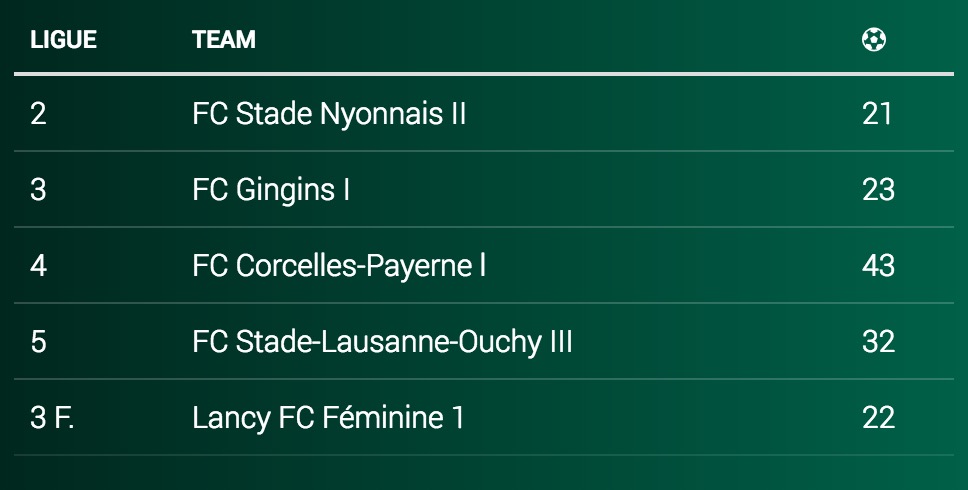 LIGUE TEAM
2 FC Stade Nyonnais II 21
3 FC Gingins I 23
4 FC Corcelles-Payerne l 43
5 FC Stade-Lausanne-Ouchy III 32
3 F. Lancy FC Féminine 1 22